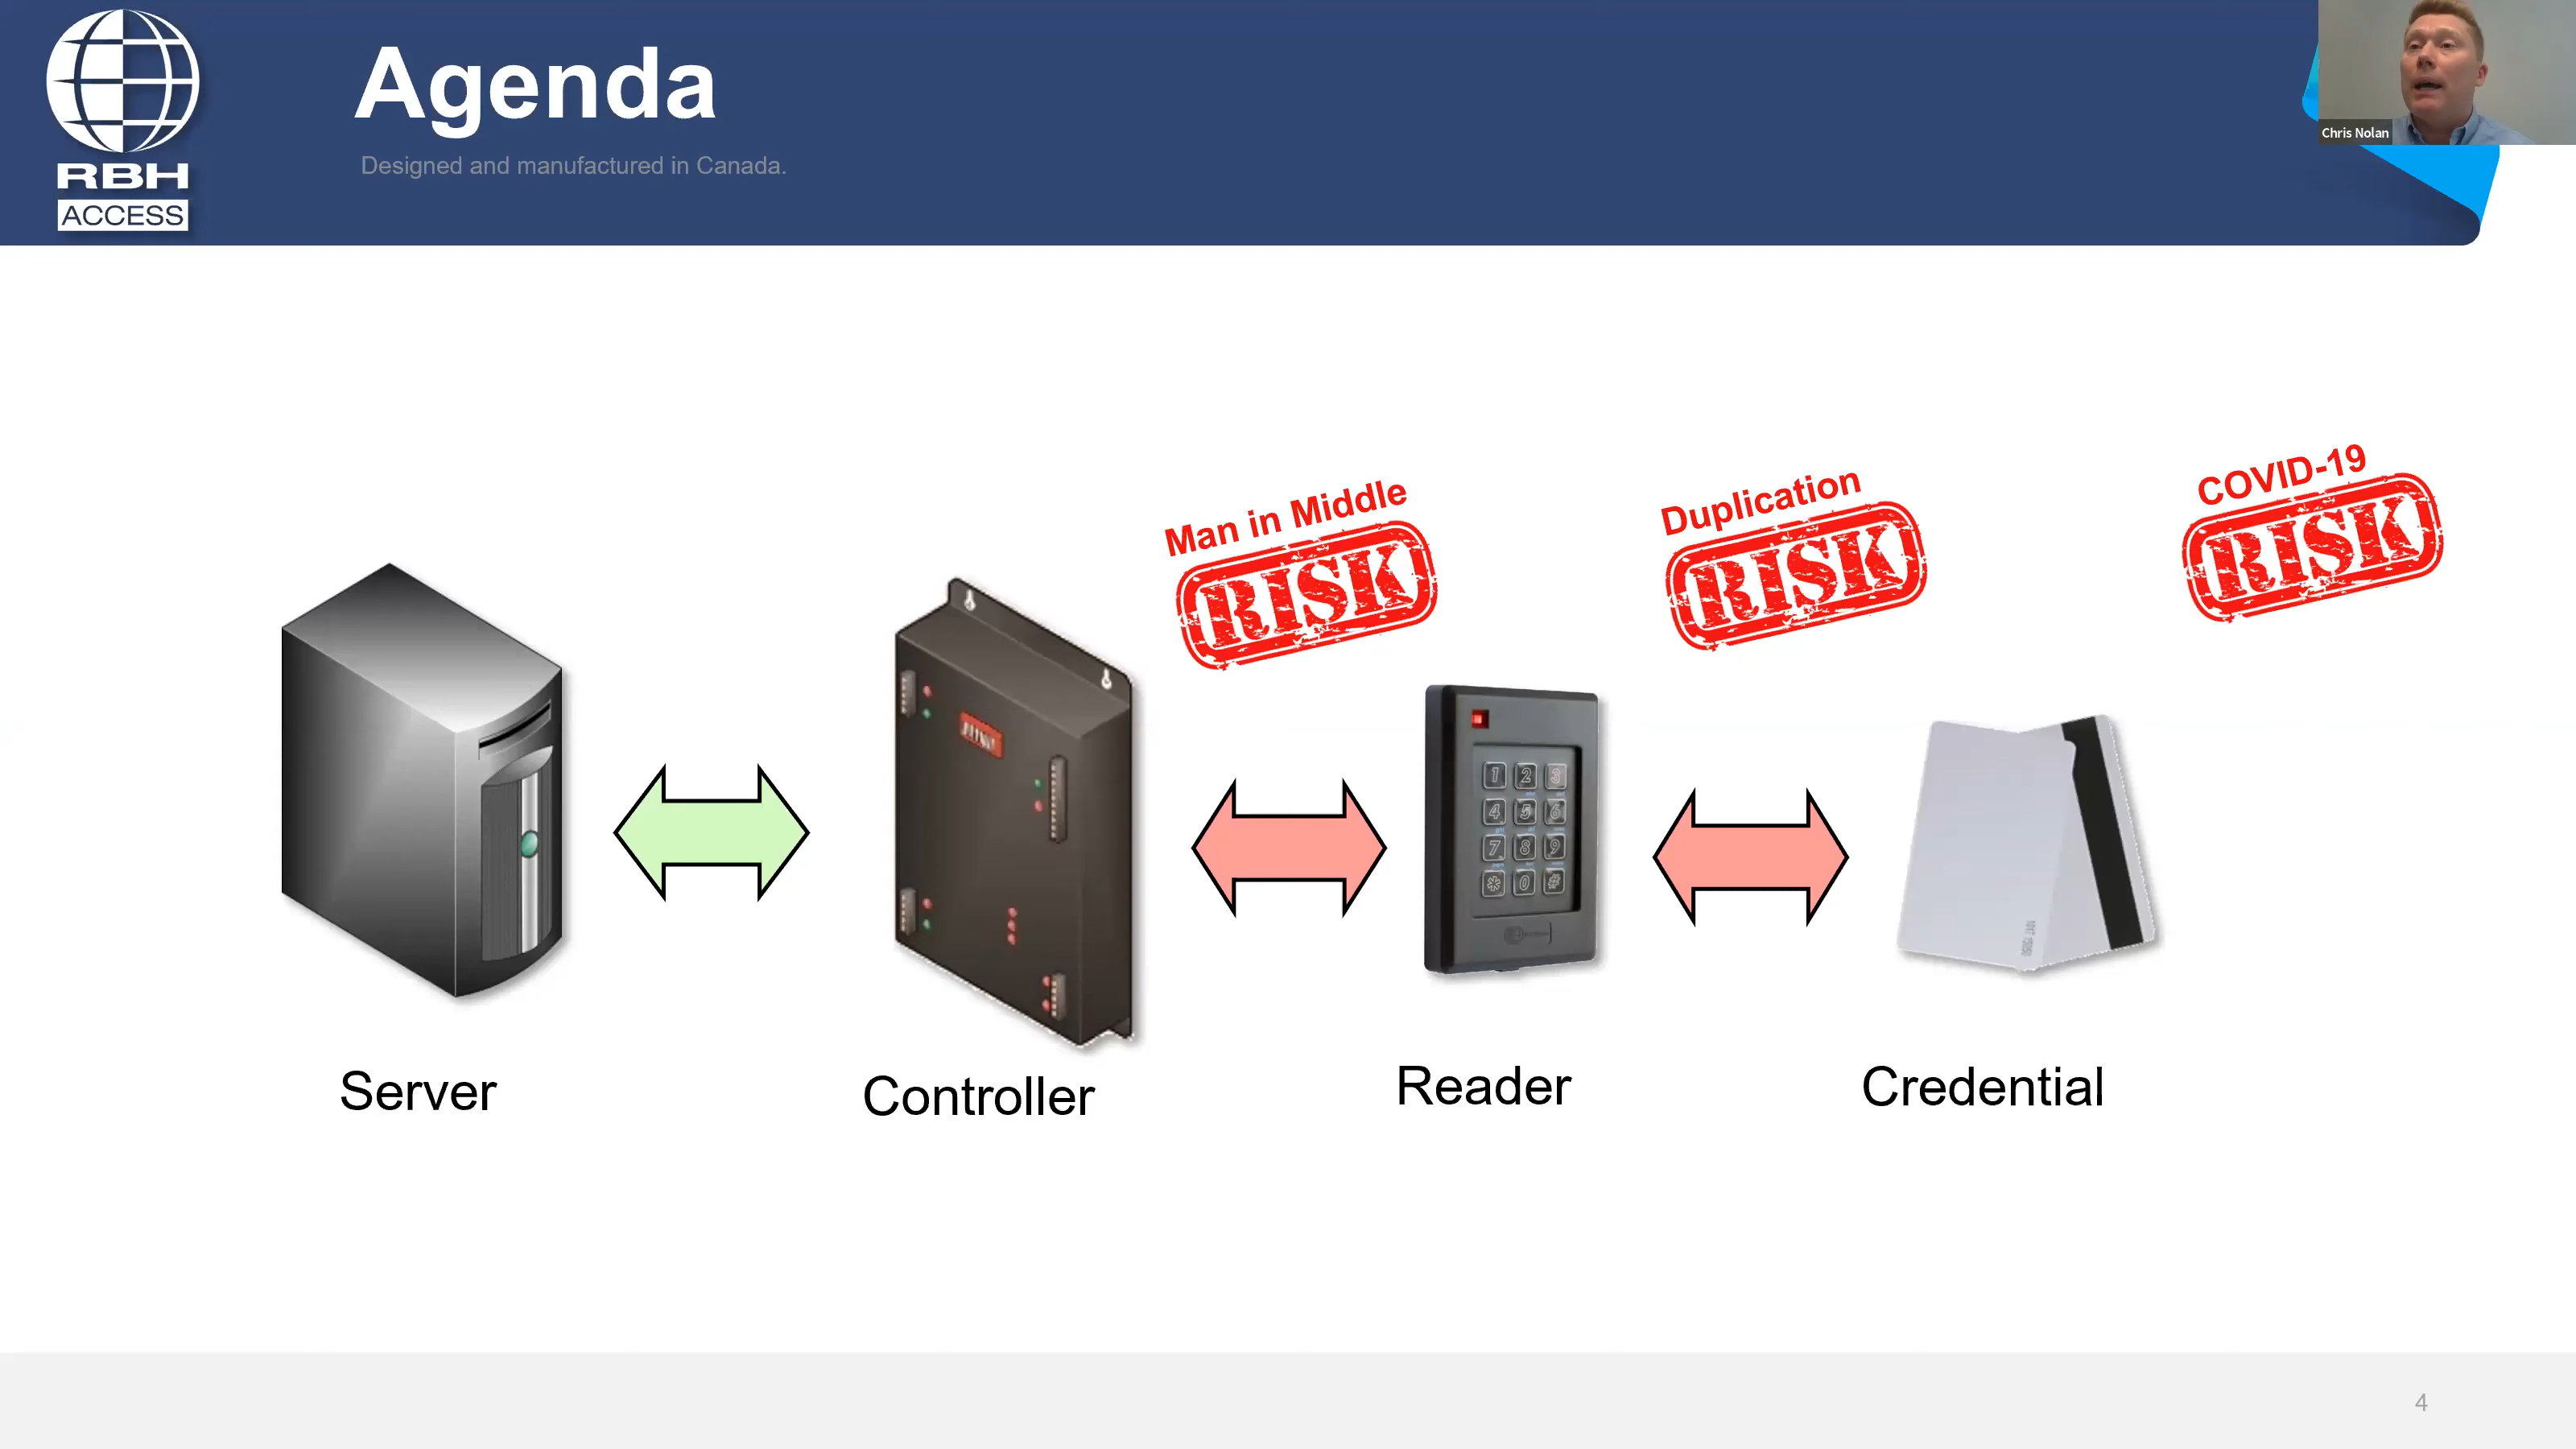 RBH
ACCESS
Agenda
Designed and manufactured in Canada.
Chris Nolan
Man in Middle
RISK
Duplication
RISK
COVID-19
RISK
1 2 3
4 5 6
7 8 9
* 0 #
Server
Controller
Reader
Credential
4